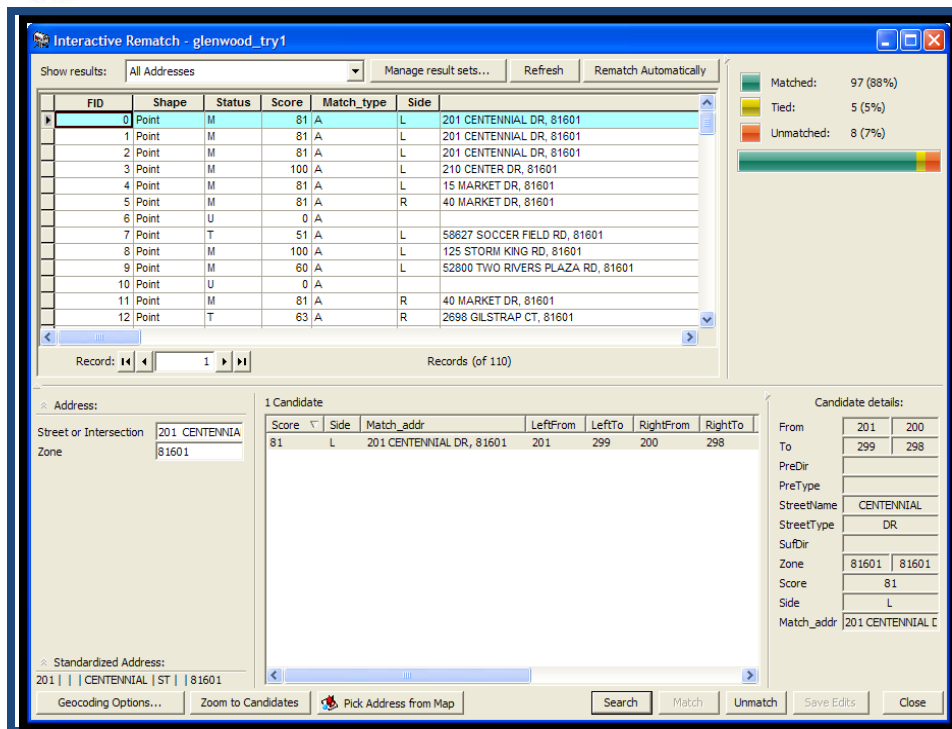 Interactive Rematch - glenwood_try1
Show results: All Addresses Manage result sets... Refresh Rematch Automatically
Matched: 97 (88%)
Tied: 5 (5%)
Unmatched: 8 (7%)
FID Shape Status Score Match_type Side
0 Point M 81 A L 201 CENTENNIAL DR, 81601
1 Point M 81 A L 201 CENTENNIAL DR, 81601
2 Point M 81 A L 201 CENTENNIAL DR, 81601
3 Point M 100 A L 210 CENTER DR, 81601
4 Point M 81 A L 15 MARKET DR, 81601
5 Point M 81 A R 40 MARKET DR, 81601
6 Point U 0 A
7 Point T 51 A L 58627 SOCCER FIELD RD, 81601
8 Point M 100 A L 125 STORM KING RD, 81601
9 Point M 60 A L 52800 TWO RIVERS PLAZA RD, 81601
10 Point U 0 A
11 Point M 81 A R 40 MARKET DR, 81601
12 Point T 63 A R 2698 GILSTRAP CT, 81601
Record: 1 Records (of 110)
Address:
Street or Intersection 201 CENTENNIA
Zone 81601
Standardized Address:
201 | | | CENTENNIAL | ST | | 81601
1 Candidate
Score Side Match_addr LeftFrom LeftTo RightFrom RightTo
81 L 201 CENTENNIAL DR, 81601 201 299 200 298
Candidate details:
From 201 200
To 299 298
PreDir
PreType
StreetName CENTENNIAL
StreetType DR
SufDir
Zone 81601 81601
Score 81
Side L
Match_addr 201 CENTENNIAL D
Geocoding Options... Zoom to Candidates Pick Address from Map Search Match Unmatch Save Edits Close